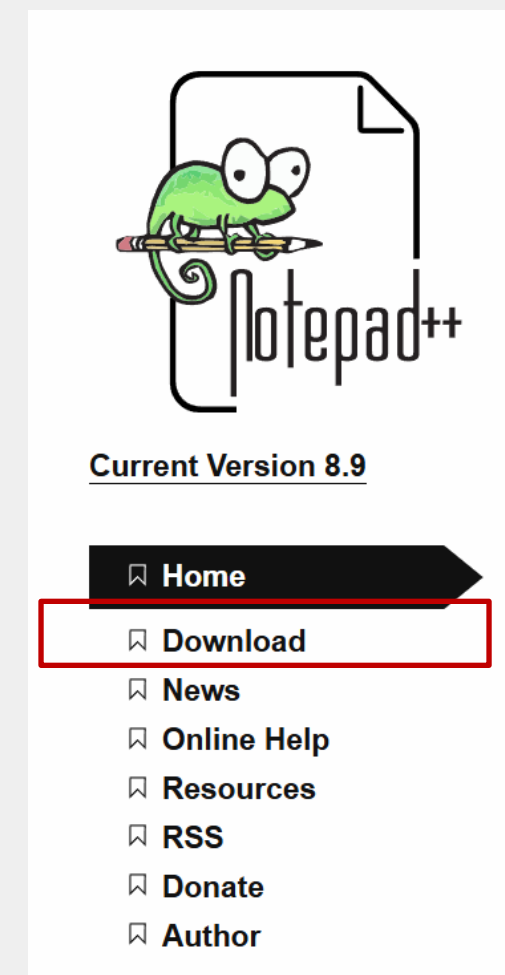 Notepad++
Current Version 8.9
Home
Download
News
Online Help
Resources
RSS
Donate
Author